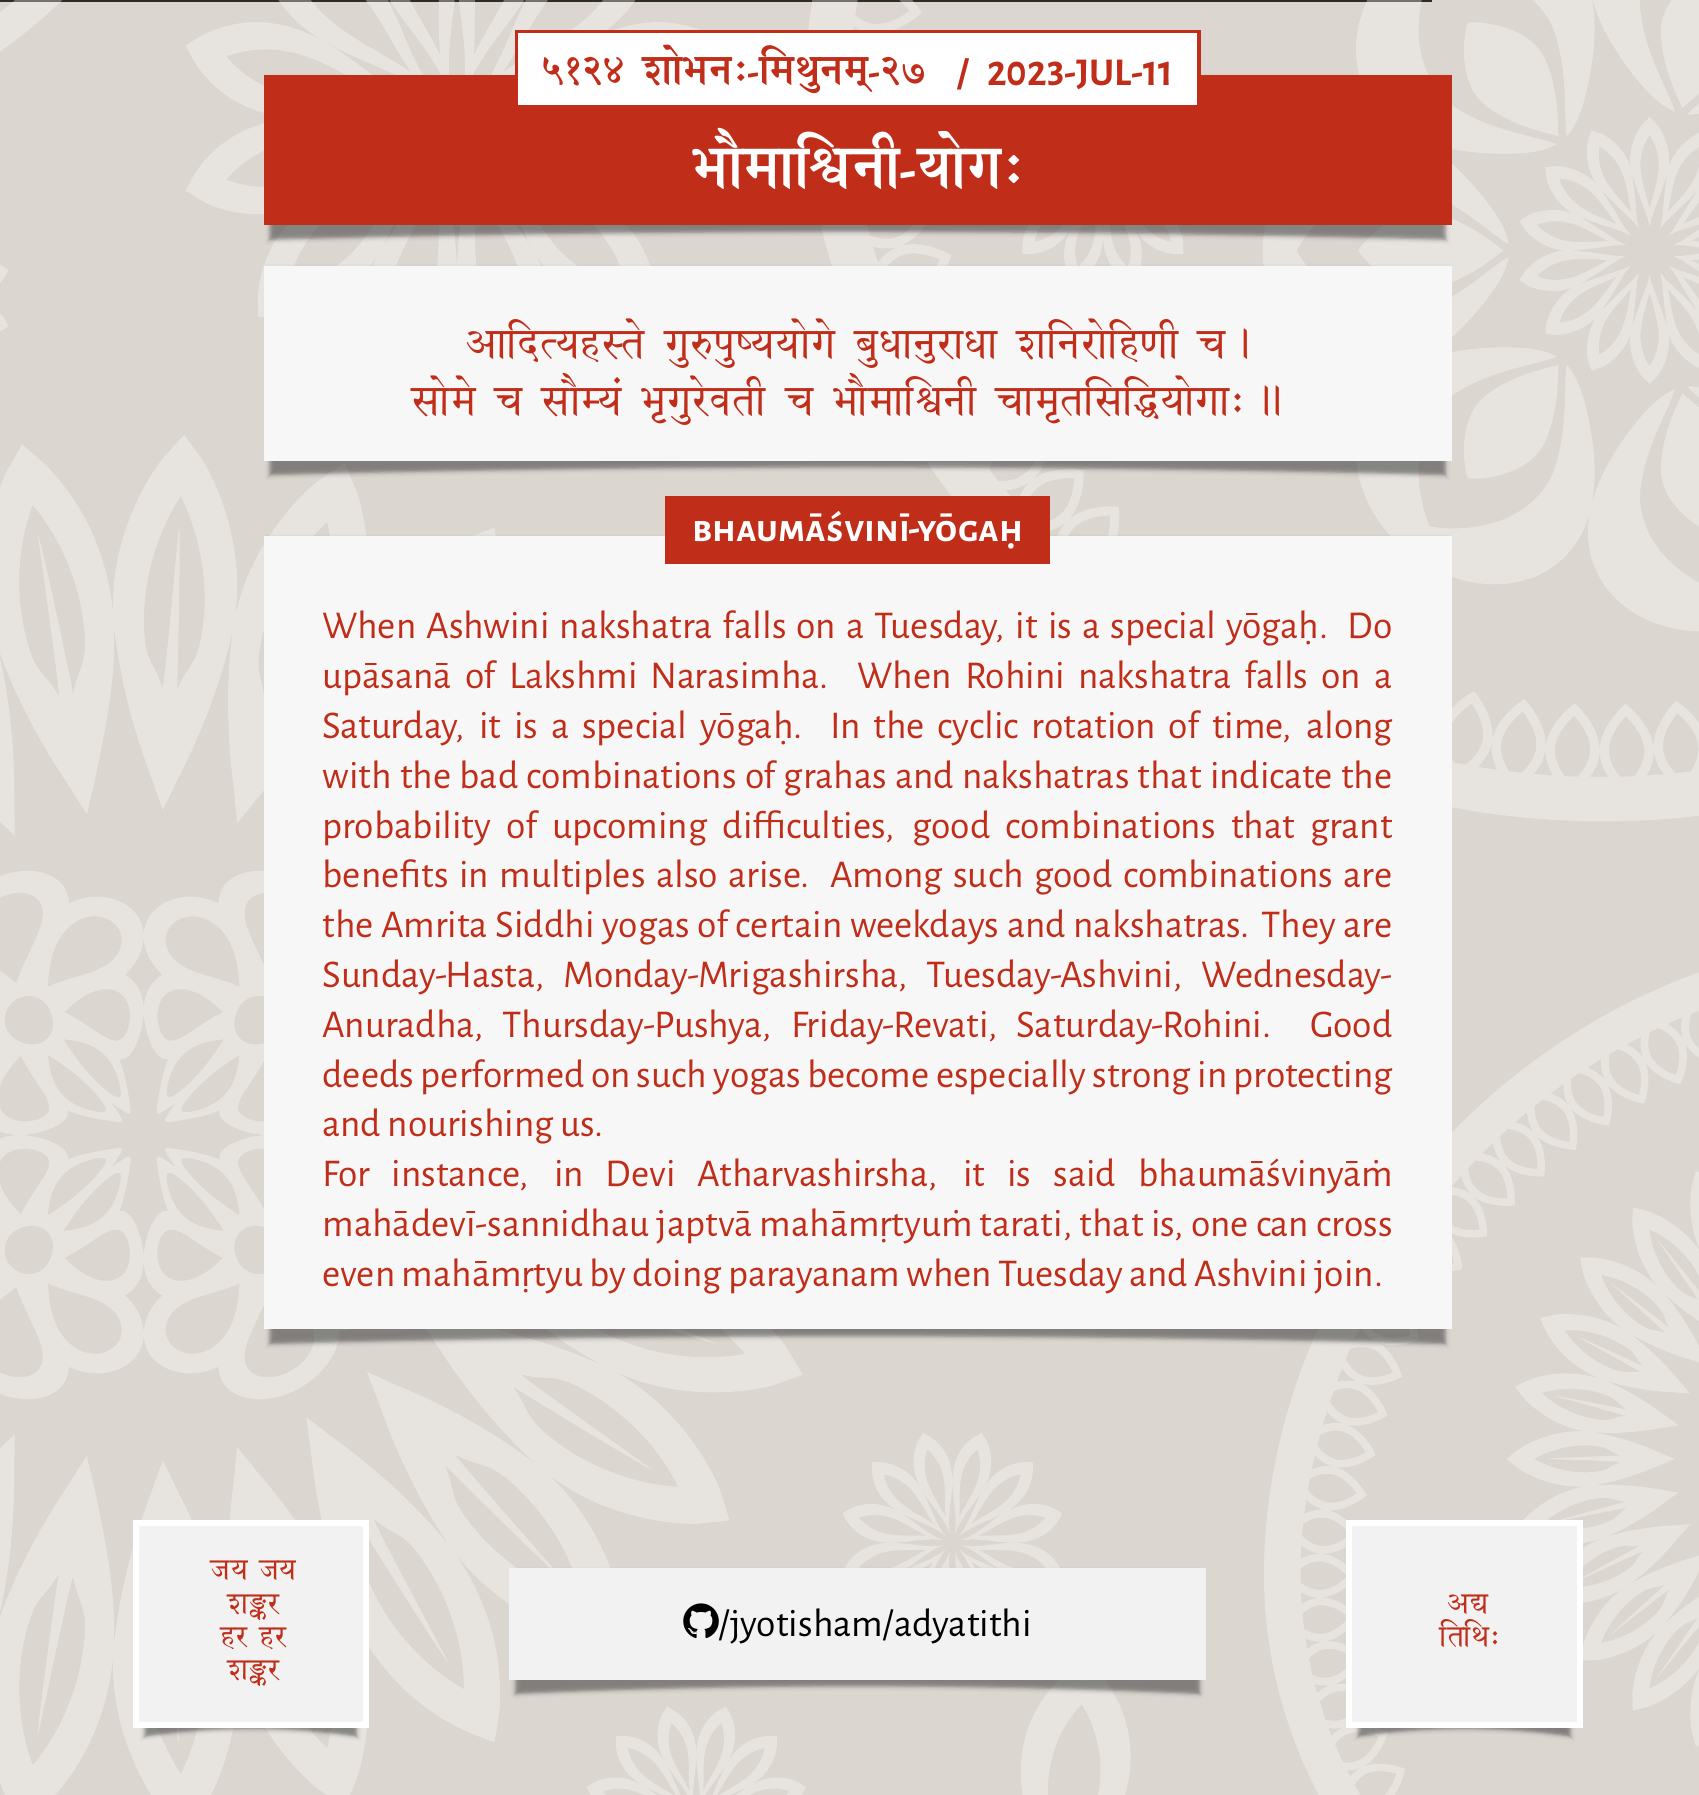 ५१२४ शोभनः-मिथुनम्-२७ / 2023-JUL-11
भौमाश्विनी-योगः
आदित्यहस्ते गुरुपुष्ययोगे बुधानुराधा शनिरोहिणी च।
सोमे च सौम्यं भृगुरेवती च भौमाश्विनी चामृतसिद्धियोगाः॥
BHAUMĀŚVINĪ-YŌGAḤ
When Ashwini nakshatra falls on a Tuesday, it is a special yōgaḥ. Do
upāsanā of Lakshmi Narasimha. When Rohini nakshatra falls on a
Saturday, it is a special yōgaḥ. In the cyclic rotation of time, along
with the bad combinations of grahas and nakshatras that indicate the
probability of upcoming difficulties, good combinations that grant
benefits in multiples also arise. Among such good combinations are
the Amrita Siddhi yogas of certain weekdays and nakshatras. They are
Sunday-Hasta, Monday-Mrigashirsha, Tuesday-Ashvini, Wednesday-
Anuradha, Thursday-Pushya, Friday-Revati, Saturday-Rohini. Good
deeds performed on such yogas become especially strong in protecting
and nourishing us.
For instance, in Devi Atharvashirsha, it is said bhaumāśvinyāṁ
mahādevī-sannidhau japtvā mahāmṛtyuṁ tarati, that is, one can cross
even mahāmṛtyu by doing parayanam when Tuesday and Ashvini join.
जय जय
शङ्कर
हर हर
शङ्कर
/jyotisham/adyatithi
अद्य
तिथिः